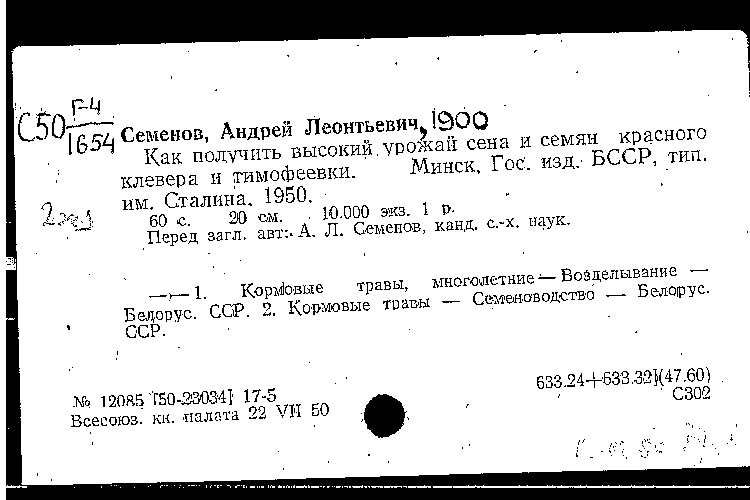 С50 Г-4
1654
Семенов, Андрей Леонтьевич, 1900
Как получить высокий урожай сена и семян красного
клевера и тимофеевки. Минск, Гос. изд. БССР, тип.
им. Сталина, 1950.
2 экз
60 с. 20 см. 10.000 экз. 1 р.
Перед загл. авт: А. Л. Семенов, канд. с.-х. наук.
— — 1. Кормовые травы, многолетние — Возделывание —
Белорус. ССР. 2. Кормовые травы — Семеноводство — Белорус.
ССР.
№ 12085 [50-23034] 17-5
Всесоюз. кн. палата 22 VII 50
633.24+633.32](47.60)
С302